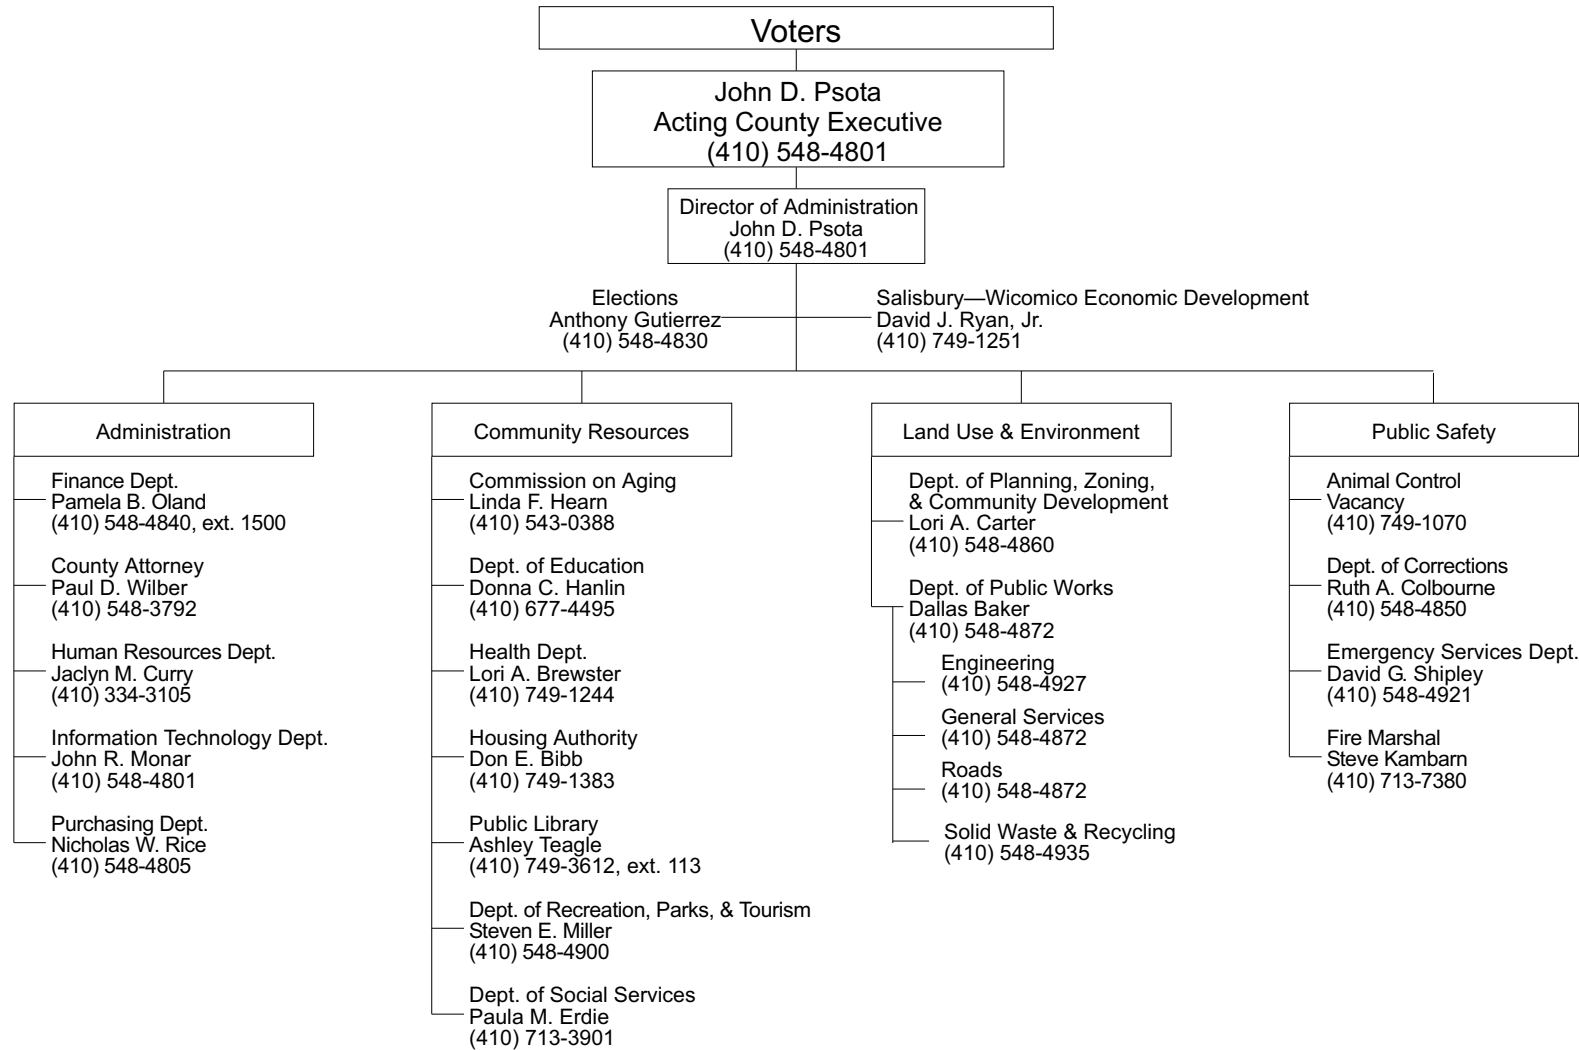 Voters
John D. Psota
Acting County Executive
(410) 548-4801
Director of Administration
John D. Psota
(410) 548-4801
Elections
Anthony Gutierrez
(410) 548-4830
Salisbury—Wicomico Economic Development
David J. Ryan, Jr.
(410) 749-1251
Administration
Finance Dept.
Pamela B. Oland
(410) 548-4840, ext. 1500
County Attorney
Paul D. Wilber
(410) 548-3792
Human Resources Dept.
Jaclyn M. Curry
(410) 334-3105
Information Technology Dept.
John R. Monar
(410) 548-4801
Purchasing Dept.
Nicholas W. Rice
(410) 548-4805
Community Resources
Commission on Aging
Linda F. Hearn
(410) 543-0388
Dept. of Education
Donna C. Hanlin
(410) 677-4495
Health Dept.
Lori A. Brewster
(410) 749-1244
Housing Authority
Don E. Bibb
(410) 749-1383
Public Library
Ashley Teagle
(410) 749-3612, ext. 113
Dept. of Recreation, Parks, & Tourism
Steven E. Miller
(410) 548-4900
Dept. of Social Services
Paula M. Erdie
(410) 713-3901
Land Use & Environment
Dept. of Planning, Zoning,
& Community Development
Lori A. Carter
(410) 548-4860
Dept. of Public Works
Dallas Baker
(410) 548-4872
Engineering
(410) 548-4927
General Services
(410) 548-4872
Roads
(410) 548-4872
Solid Waste & Recycling
(410) 548-4935
Public Safety
Animal Control
Vacancy
(410) 749-1070
Dept. of Corrections
Ruth A. Colbourne
(410) 548-4850
Emergency Services Dept.
David G. Shipley
(410) 548-4921
Fire Marshal
Steve Kambarn
(410) 713-7380